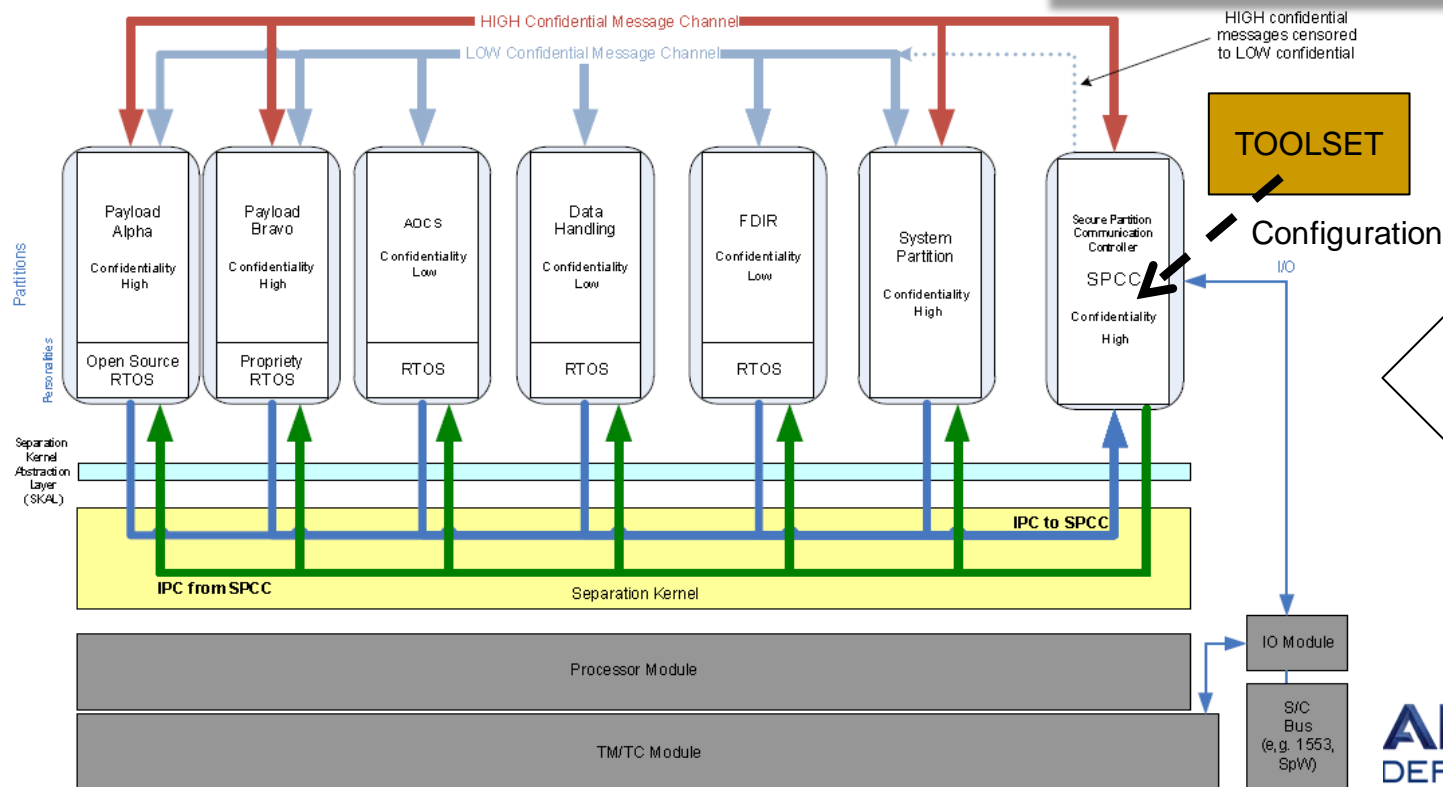 HIGH Confidential Message Channel
LOW Confidential Message Channel
HIGH confidential
messages censored
to LOW confidential
TOOLSET
Configuration
Partitions
Personalities
Payload
Alpha
Confidentiality
High
Open Source
RTOS
Payload
Bravo
Confidentiality
High
Propriety
RTOS
AOCS
Confidentiality
Low
RTOS
Data
Handling
Confidentiality
Low
RTOS
FDIR
Confidentiality
Low
RTOS
System
Partition
Confidentiality
High
Secure Partition
Communication
Controller
SPCC
Confidentiality
High
I/O
Separation
Kernel
Abstraction
Layer
(SKAL)
IPC to SPCC
IPC from SPCC
Separation Kernel
Processor Module
TM/TC Module
IO Module
S/C
Bus
(e,g. 1553,
SpW)